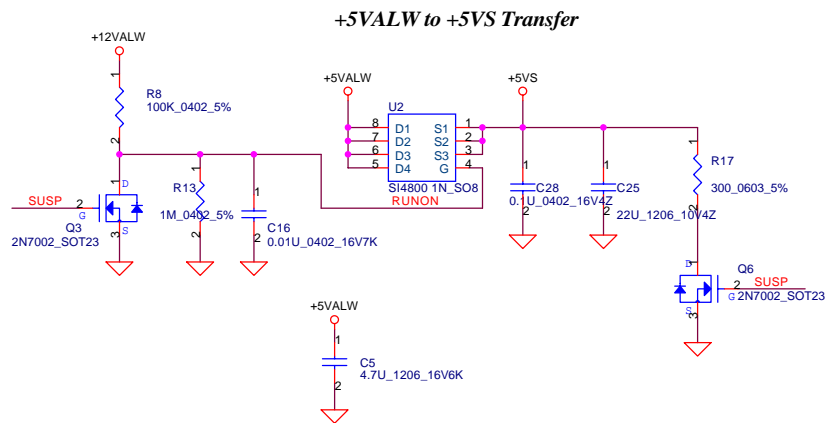 +5VALW to +5VS Transfer
+12VALW
1
R8
100K_0402_5%
2
+5VALW
+5VS
U2
8 D1 S1 1
7 D2 S2 2
6 D3 S3 3
5 D4 G 4
SI4800 1N_SO8
RUNON
1
D
SUSP 2
G
S
3
Q3
2N7002_SOT23
1
R13
1M_0402_5%
2
1
C16
2 0.01U_0402_16V7K
1
C28
0.1U_0402_16V4Z
2
1
C25
22U_1206_10V4Z
2
1
R17
300_0603_5%
2
1
D
Q6
2 SUSP
G 2N7002_SOT23
S
3
+5VALW
1
C5
4.7U_1206_16V6K
2